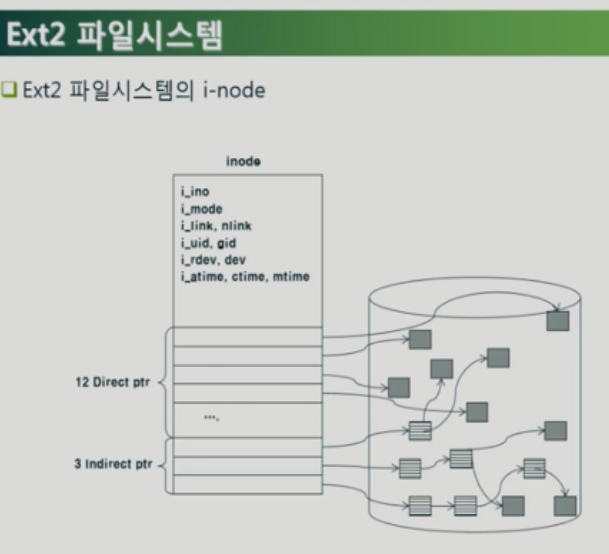 Ext2 파일시스템
Ext2 파일시스템의 i-node
inode
i_ino
i_mode
i_link, nlink
i_uid, gid
i_rdev, dev
i_atime, ctime, mtime
12 Direct ptr
....
3 Indirect ptr